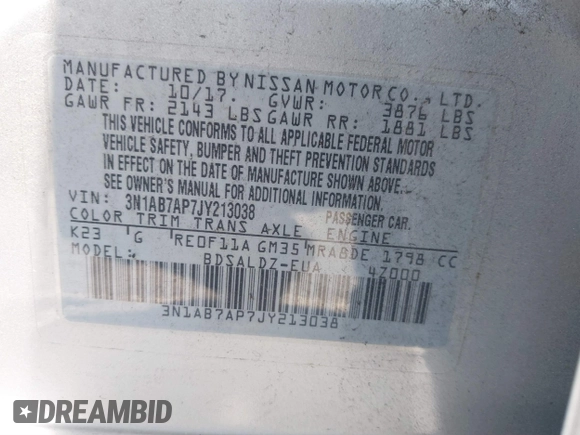 MANUFACTURED BY NISSAN MOTOR CO., LTD.
DATE: 10/17. GVWR: 3876 LBS
GAWR FR: 2143 LBS GAWR RR: 1881 LBS
THIS VEHICLE CONFORMS TO ALL APPLICABLE FEDERAL MOTOR
VEHICLE SAFETY, BUMPER AND THEFT PREVENTION STANDARDS
IN EFFECT ON THE DATE OF MANUFACTURE SHOWN ABOVE.
SEE OWNER'S MANUAL FOR ADDITIONAL INFORMATION.
VIN: 3N1AB7AP7JY213038 PASSENGER CAR.
COLOR TRIM TRANS AXLE ENGINE
K23 G RE0F11A GM35 MRA8DE 1798 CC
MODEL: BDSALDZ-EUA 47000
3N1AB7AP7JY213038
DREAMBID